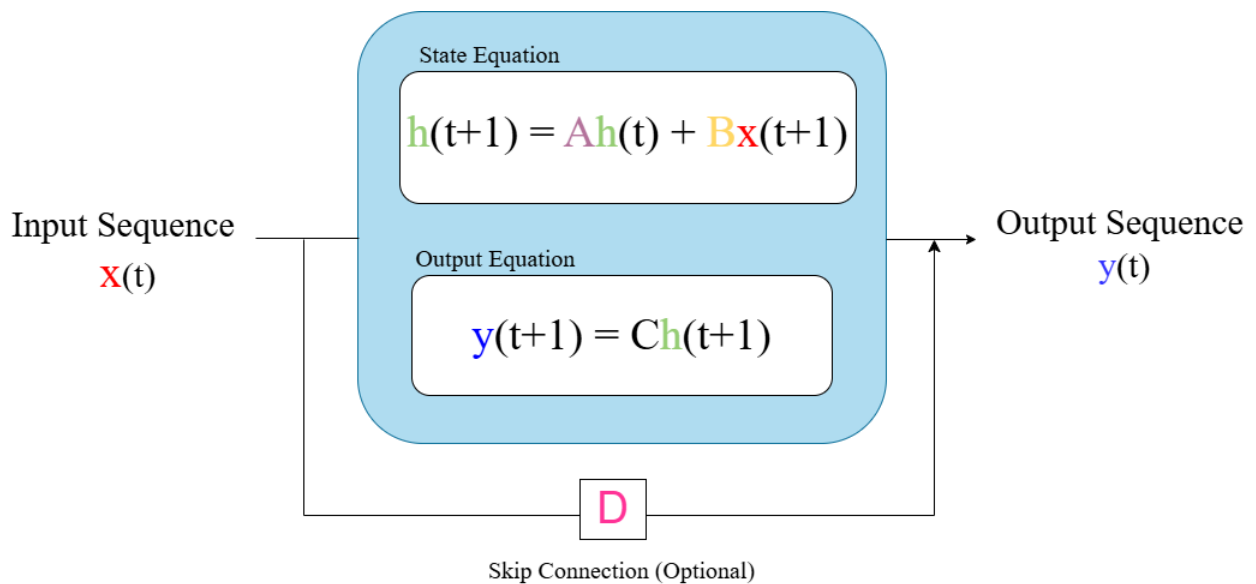 State Equation
h(t+1) = Ah(t) + Bx(t+1)
Input Sequence
x(t)
Output Sequence
y(t)
Output Equation
y(t+1) = Ch(t+1)
D
Skip Connection (Optional)